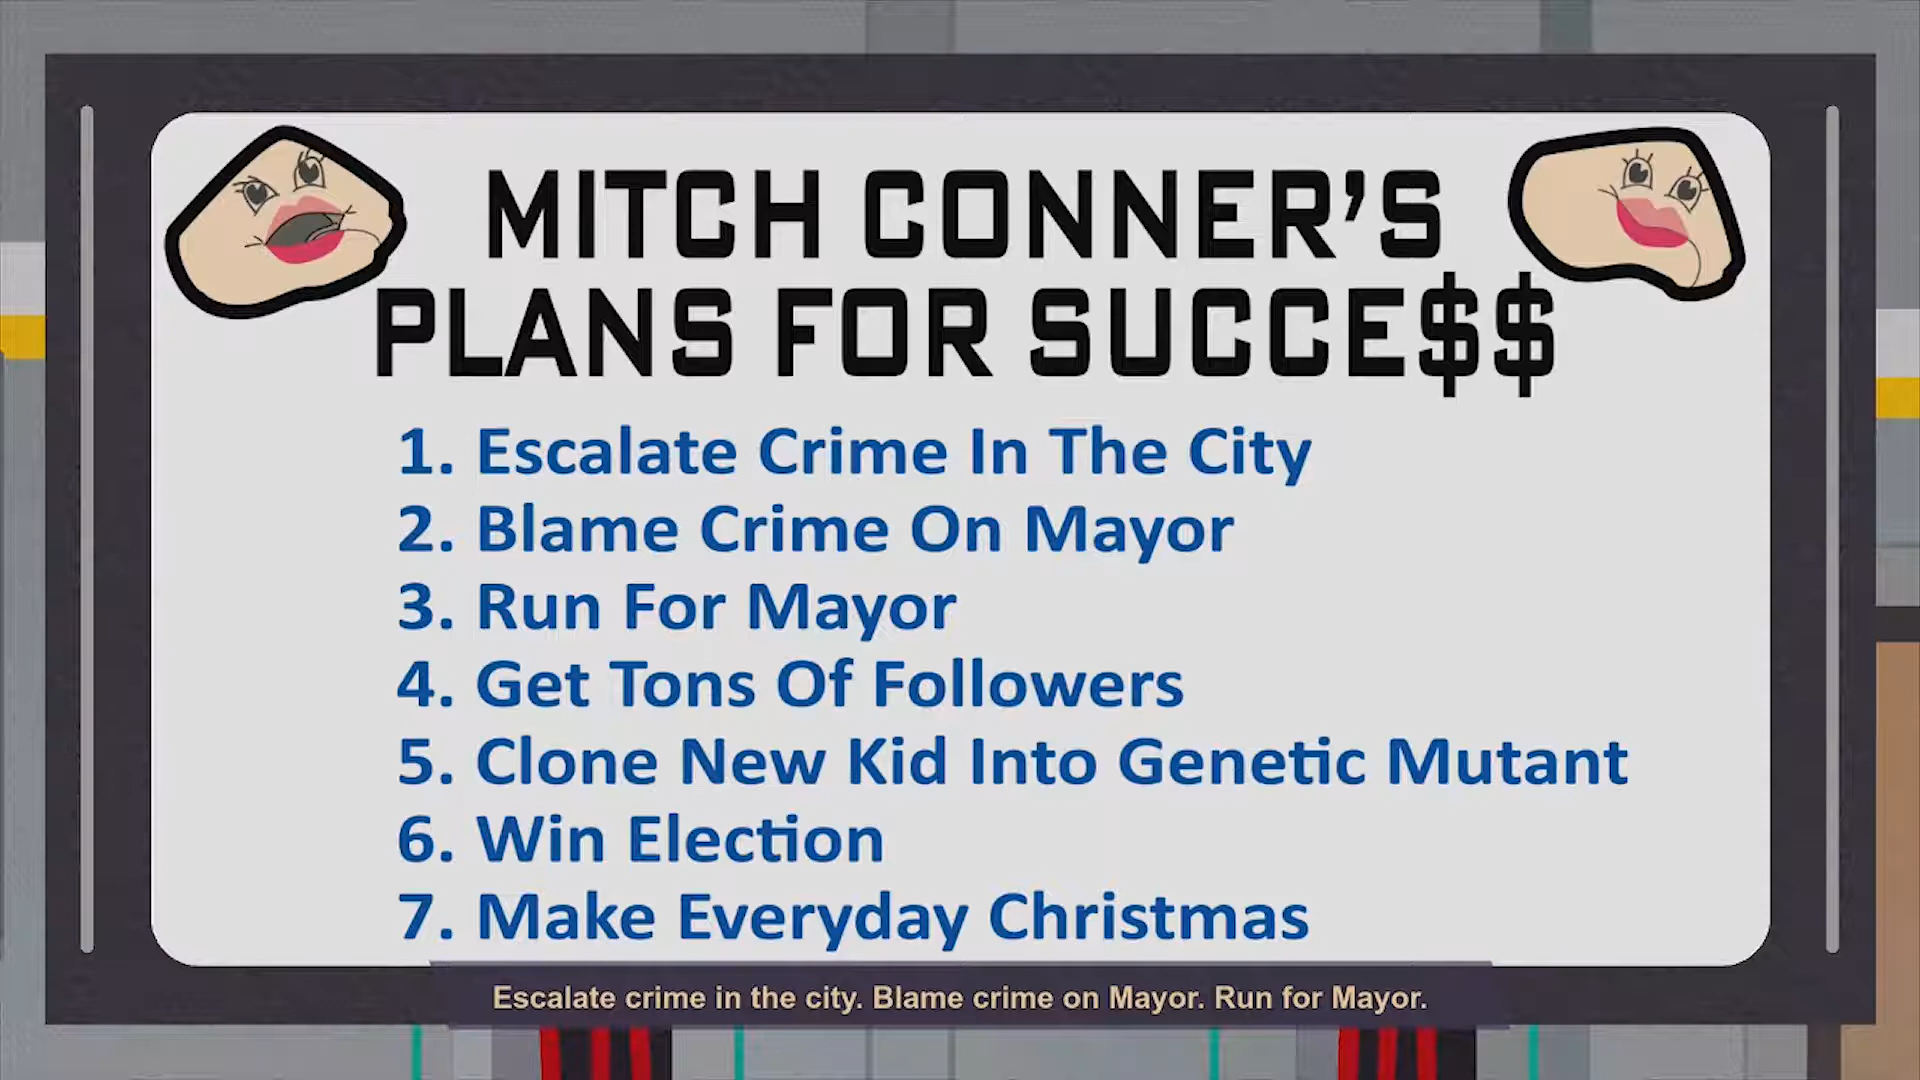 MITCH CONNER'S
PLANS FOR SUCCE$$
1. Escalate Crime In The City
2. Blame Crime On Mayor
3. Run For Mayor
4. Get Tons Of Followers
5. Clone New Kid Into Genetic Mutant
6. Win Election
7. Make Everyday Christmas
Escalate crime in the city. Blame crime on Mayor. Run for Mayor.